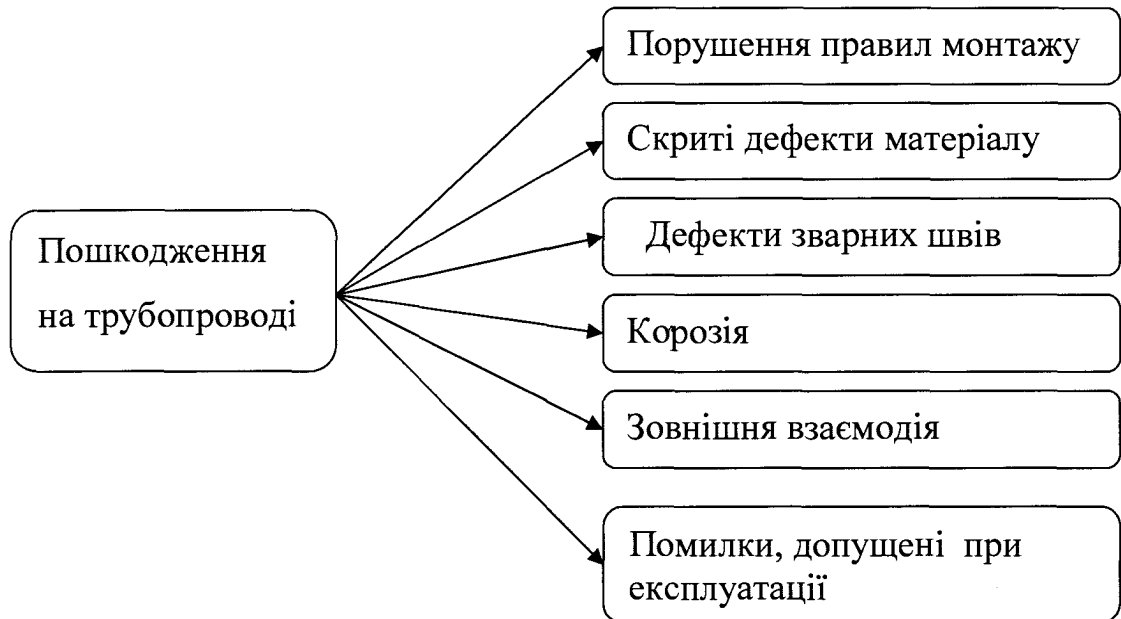 Пошкодження
на трубопроводі
Порушення правил монтажу
Скриті дефекти матеріалу
Дефекти зварних швів
Корозія
Зовнішня взаємодія
Помилки, допущені при
експлуатації